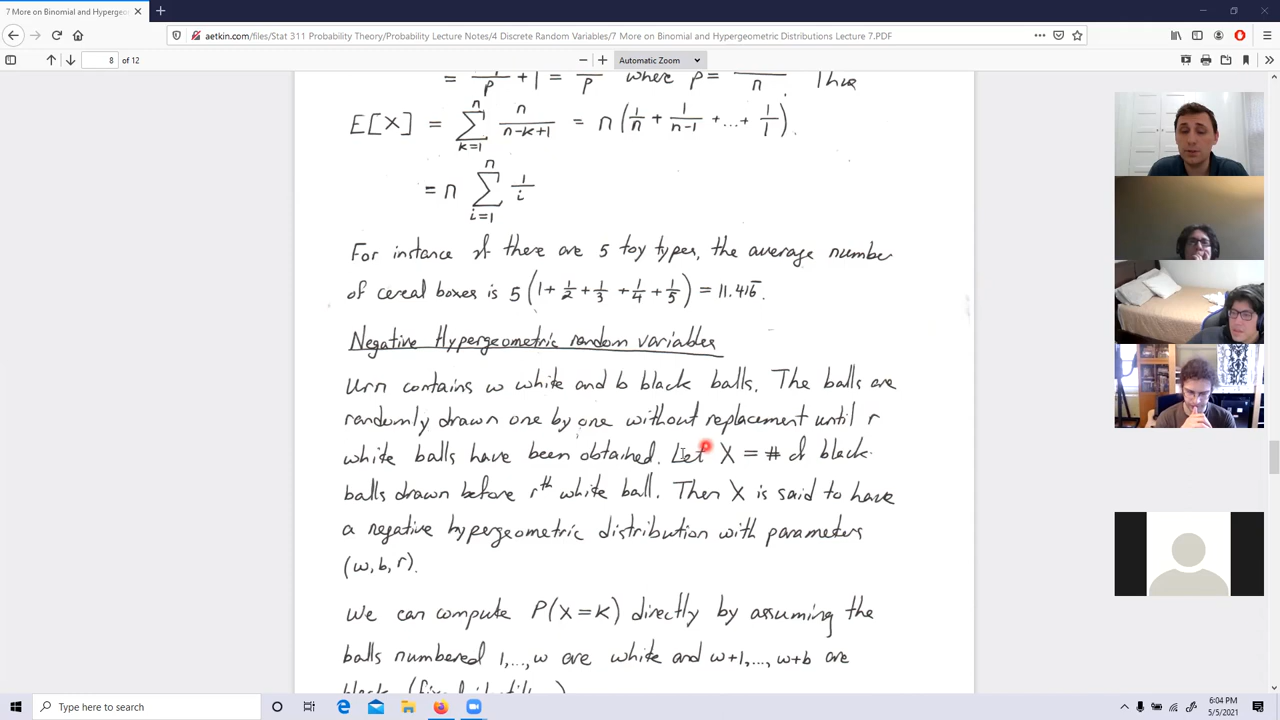 7 More on Binomial and Hypergeo
aetkin.com/files/Stat 311 Probability Theory/Probability Lecture Notes/4 Discrete Random Variables/7 More on Binomial and Hypergeometric Distributions Lecture 7.PDF
8 of 12
Automatic Zoom
= /p + 1 = /p where p = /n . Thus
E[X] = ∑_{k=1}^{n} n/(n-k+1) = n(1/n + 1/(n-1) + ... + 1/1).
= n ∑_{i=1}^{n} 1/i
For instance if there are 5 toy types, the average number
of cereal boxes is 5(1 + 1/2 + 1/3 + 1/4 + 1/5) = 11.416̅.
Negative Hypergeometric random variables
Urn contains w white and b black balls. The balls are
randomly drawn one by one without replacement until r
white balls have been obtained. Let X = # of black
balls drawn before rth white ball. Then X is said to have
a negative hypergeometric distribution with parameters
(w, b, r).
We can compute P(X=k) directly by assuming the
balls numbered 1,...,w are white and w+1,..., w+b are
black
Type here to search
6:04 PM
5/5/2021